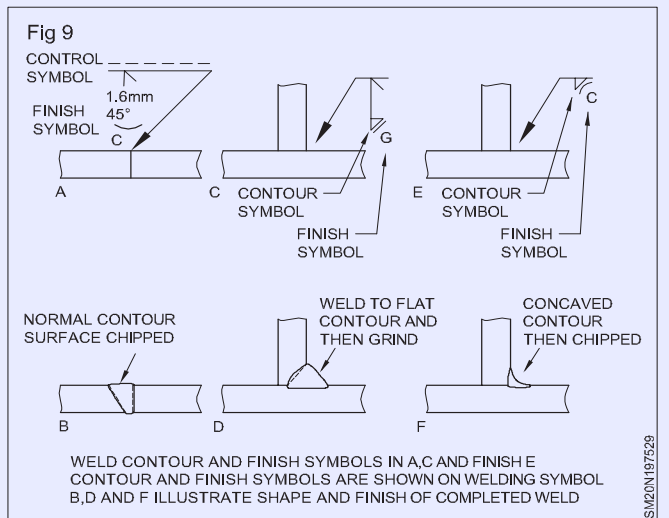 Fig 9
CONTROL
SYMBOL
1.6mm
FINISH
SYMBOL
45°
C
A
C
G
CONTOUR
SYMBOL
FINISH
SYMBOL
E
C
CONTOUR
SYMBOL
FINISH
SYMBOL
NORMAL CONTOUR
SURFACE CHIPPED
B
WELD TO FLAT
CONTOUR AND
THEN GRIND
D
CONCAVED
CONTOUR
THEN CHIPPED
F
WELD CONTOUR AND FINISH SYMBOLS IN A,C AND FINISH E
CONTOUR AND FINISH SYMBOLS ARE SHOWN ON WELDING SYMBOL
B,D AND F ILLUSTRATE SHAPE AND FINISH OF COMPLETED WELD
SM20N197529